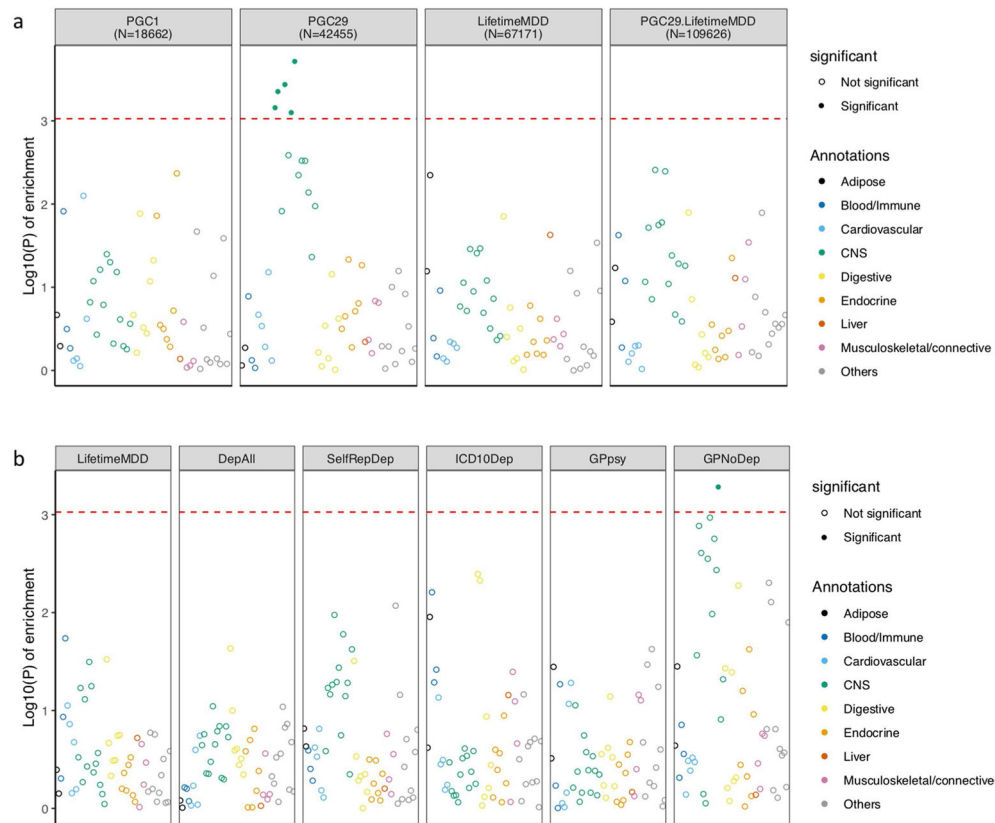 a
PGC1
(N=18662)
PGC29
(N=42455)
LifetimeMDD
(N=67171)
PGC29.LifetimeMDD
(N=109626)
Log10(P) of enrichment
3
2
1
0
significant
Not significant
Significant
Annotations
Adipose
Blood/Immune
Cardiovascular
CNS
Digestive
Endocrine
Liver
Musculoskeletal/connective
Others
b
LifetimeMDD
DepAll
SelfRepDep
ICD10Dep
GPpsy
GPNoDep
Log10(P) of enrichment
3
2
1
0
significant
Not significant
Significant
Annotations
Adipose
Blood/Immune
Cardiovascular
CNS
Digestive
Endocrine
Liver
Musculoskeletal/connective
Others